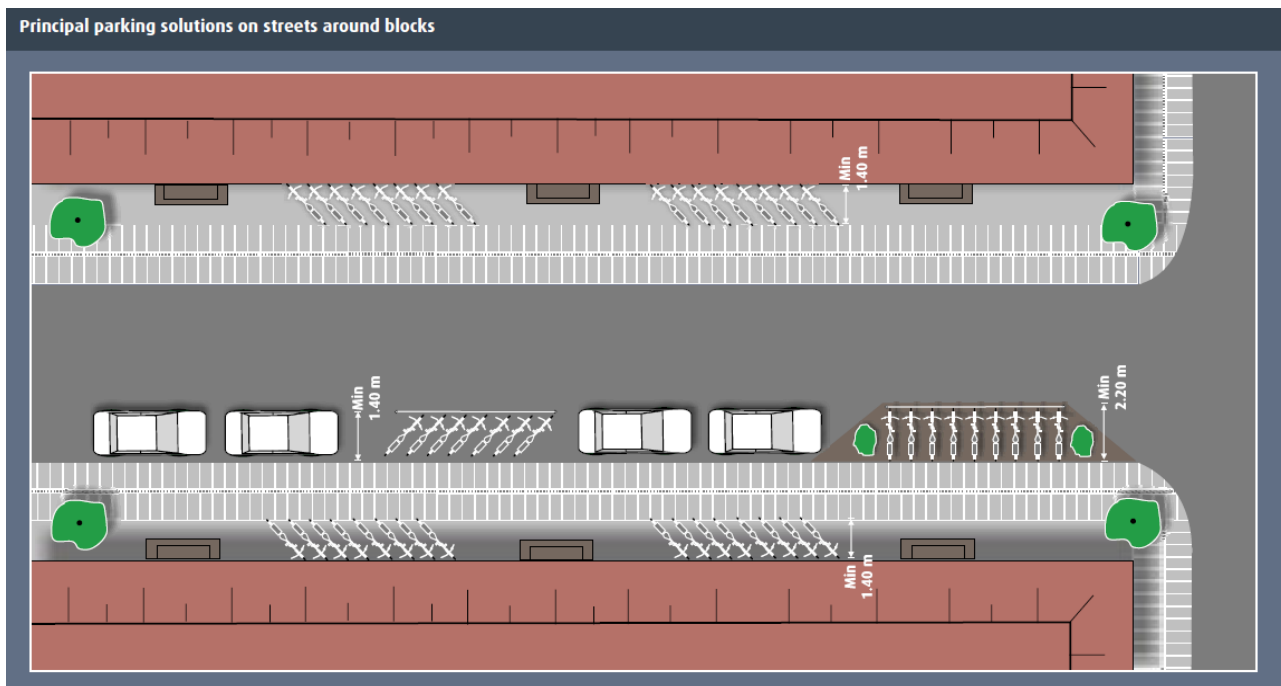 Principal parking solutions on streets around blocks
Min
1.40 m
Min
1.40 m
Min
2.20 m
Min
1.40 m